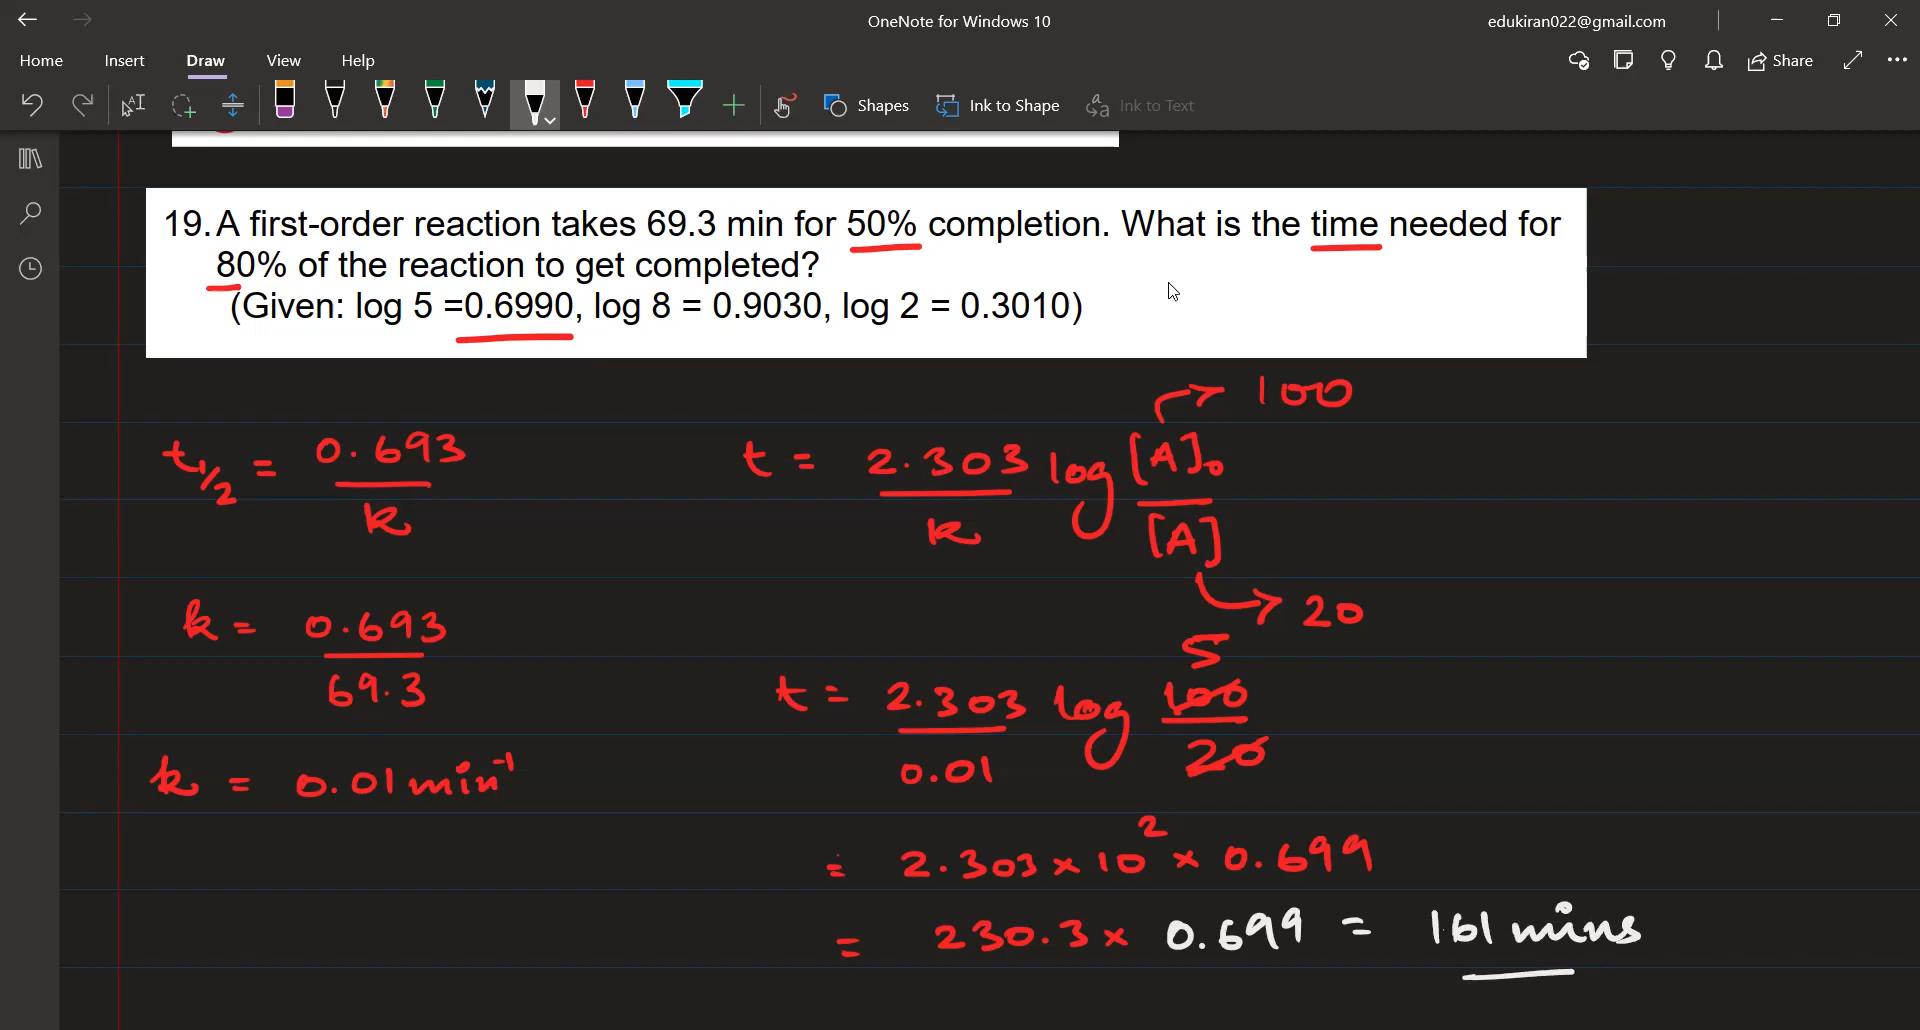 OneNote for Windows 10
edukiran022@gmail.com
Home Insert Draw View Help
Share
Shapes Ink to Shape Ink to Text
19. A first-order reaction takes 69.3 min for 50% completion. What is the time needed for
80% of the reaction to get completed?
(Given: log 5 =0.6990, log 8 = 0.9030, log 2 = 0.3010)
t1/2 = 0.693 / k
k = 0.693 / 69.3
k = 0.01 min⁻¹
t = 2.303 / k log [A]₀ / [A]
100
20
t = 2.303 / 0.01 log 100 / 20
5
= 2.303 × 10² × 0.699
= 230.3 × 0.699 = 161 mins